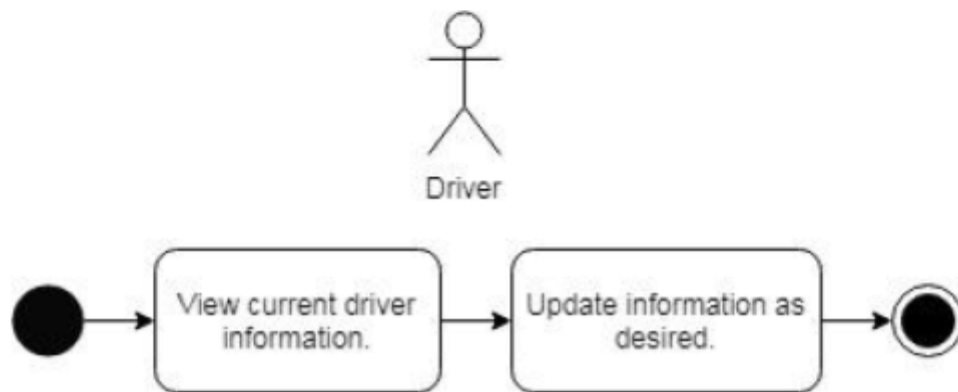 Driver
View current driver
information.
Update information as
desired.